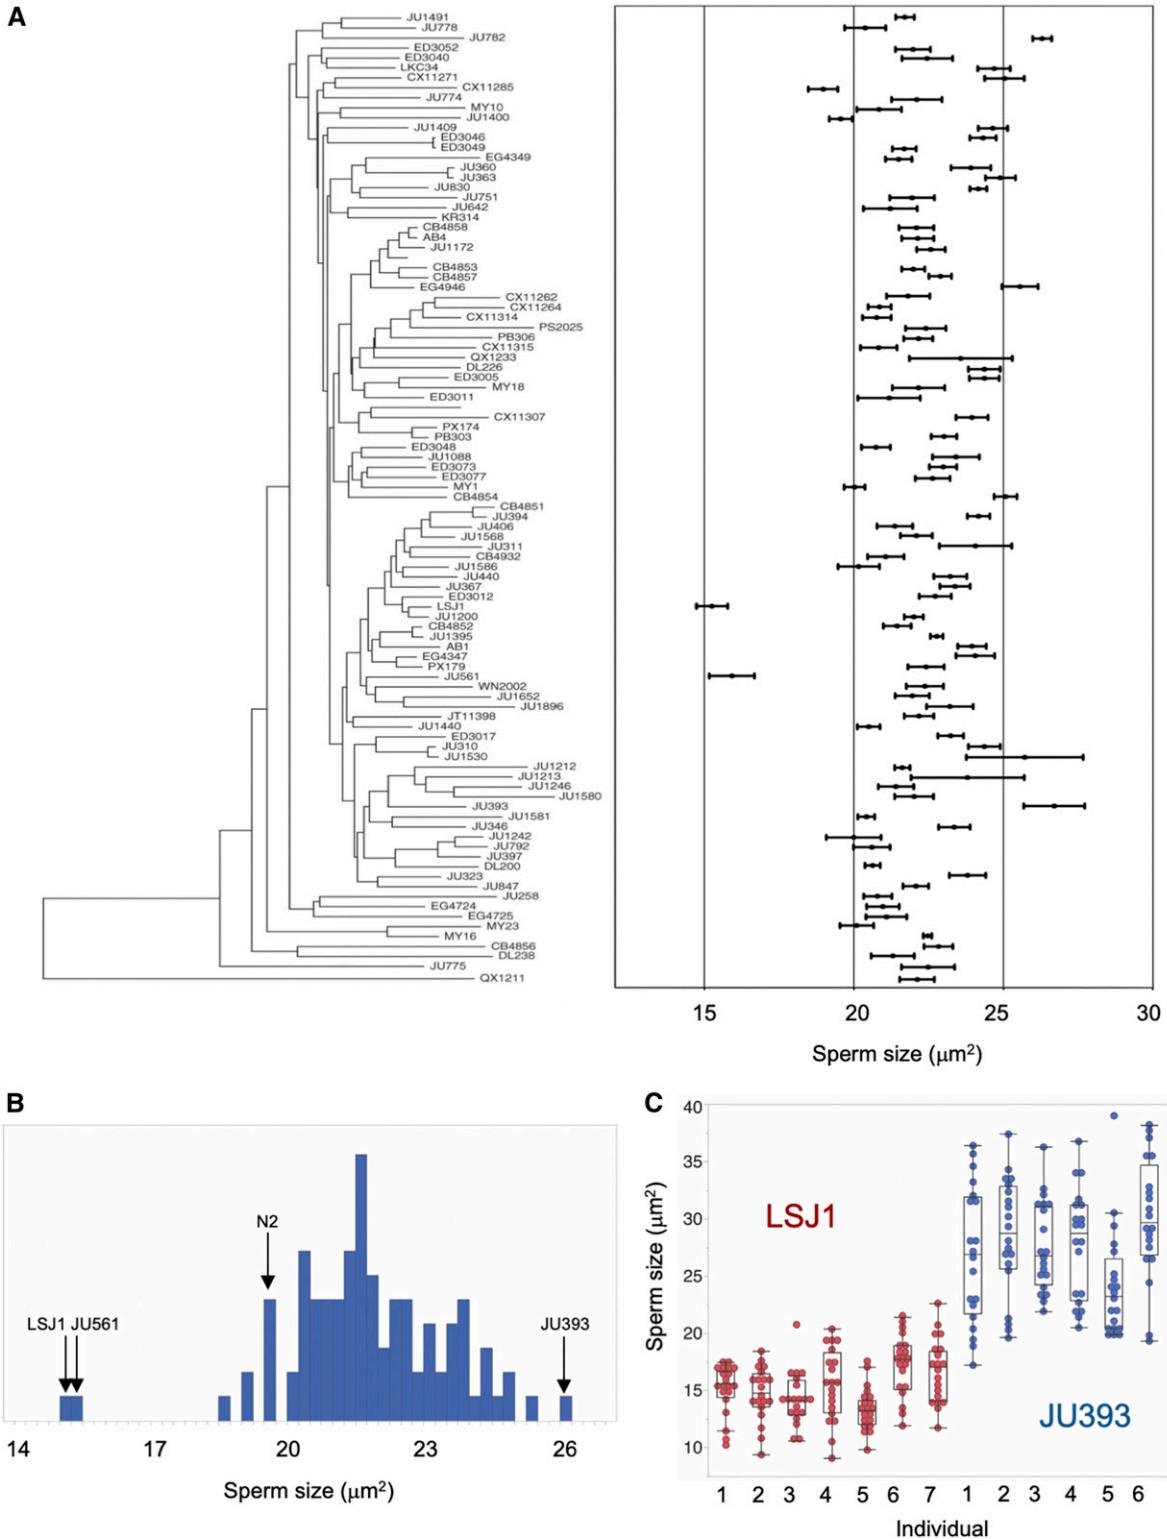 A
JU1491
JU778
JU782
ED3052
ED3040
LKC34
CX11271
CX11285
JU774
MY10
JU1400
JU1409
ED3046
ED3049
EG4349
JU360
JU363
JU830
JU751
JU642
KR314
CB4858
AB4
JU1172
CB4853
CB4857
EG4946
CX11262
CX11264
CX11314
PS2025
PB306
CX11315
QX1233
DL226
ED3005
MY18
ED3011
CX11307
PX174
PB303
ED3048
JU1088
ED3073
ED3077
MY1
CB4854
CB4851
JU394
JU406
JU1568
JU311
CB4932
JU1586
JU440
JU367
ED3012
LSJ1
JU1200
CB4852
JU1395
AB1
EG4347
PX179
JU561
WN2002
JU1652
JU1896
JT11398
JU1440
ED3017
JU310
JU1530
JU1212
JU1213
JU1246
JU1580
JU393
JU1581
JU346
JU1242
JU792
JU397
DL200
JU323
JU847
JU258
EG4724
EG4725
MY23
MY16
CB4856
DL238
JU775
QX1211
15 20 25 30
Sperm size (μm²)
B
N2
LSJ1 JU561
JU393
14 17 20 23 26
Sperm size (μm²)
C
40
35
30
25
20
15
10
Sperm size (μm²)
LSJ1
JU393
1 2 3 4 5 6 7 1 2 3 4 5 6
Individual